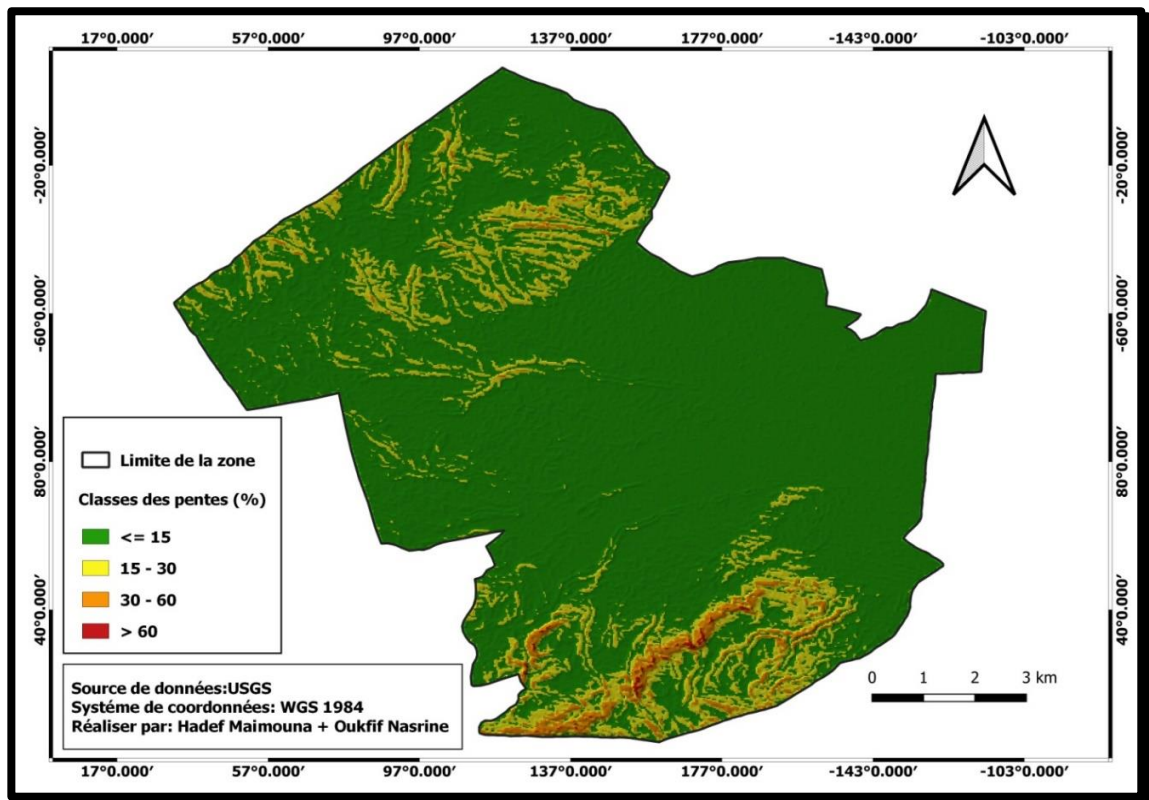 17°0.000′ 57°0.000′ 97°0.000′ 137°0.000′ 177°0.000′ -143°0.000′ -103°0.000′
-20°0.000′ -20°0.000′
-60°0.000′ -60°0.000′
80°0.000′ 80°0.000′
40°0.000′ 40°0.000′
Limite de la zone
Classes des pentes (%)
<= 15
15 - 30
30 - 60
> 60
0 1 2 3 km
Source de données:USGS
Systéme de coordonnées: WGS 1984
Réaliser par: Hadef Maimouna + Oukfif Nasrine
17°0.000′ 57°0.000′ 97°0.000′ 137°0.000′ 177°0.000′ -143°0.000′ -103°0.000′